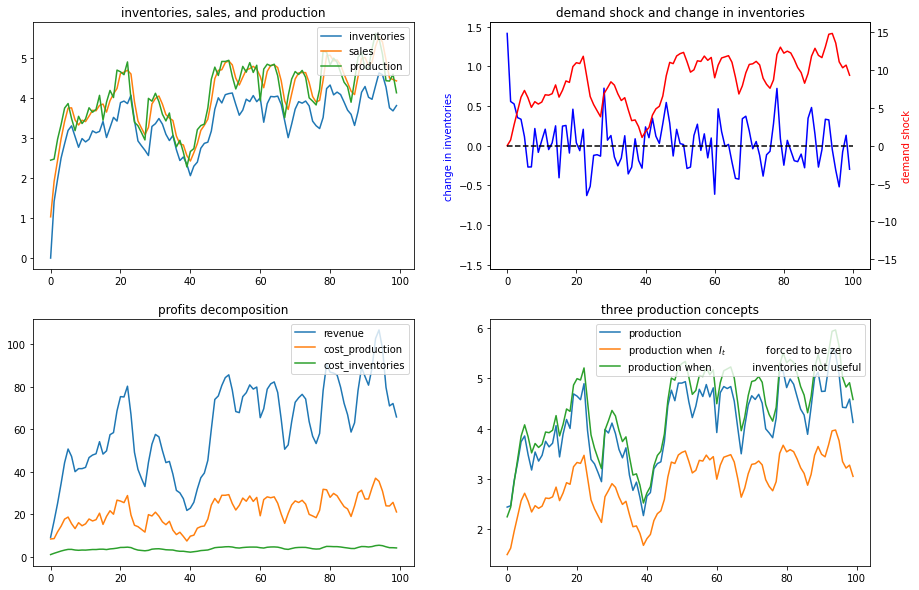 inventories, sales, and production
inventories
sales
production
5
4
3
2
1
0
0 20 40 60 80 100
demand shock and change in inventories
change in inventories
1.5
1.0
0.5
0.0
−0.5
−1.0
−1.5
0 20 40 60 80 100
15
10
5
0
−5
−10
−15
demand shock
profits decomposition
revenue
cost_production
cost_inventories
100
80
60
40
20
0
0 20 40 60 80 100
three production concepts
production
production when I_t forced to be zero
production when inventories not useful
6
5
4
3
2
0 20 40 60 80 100